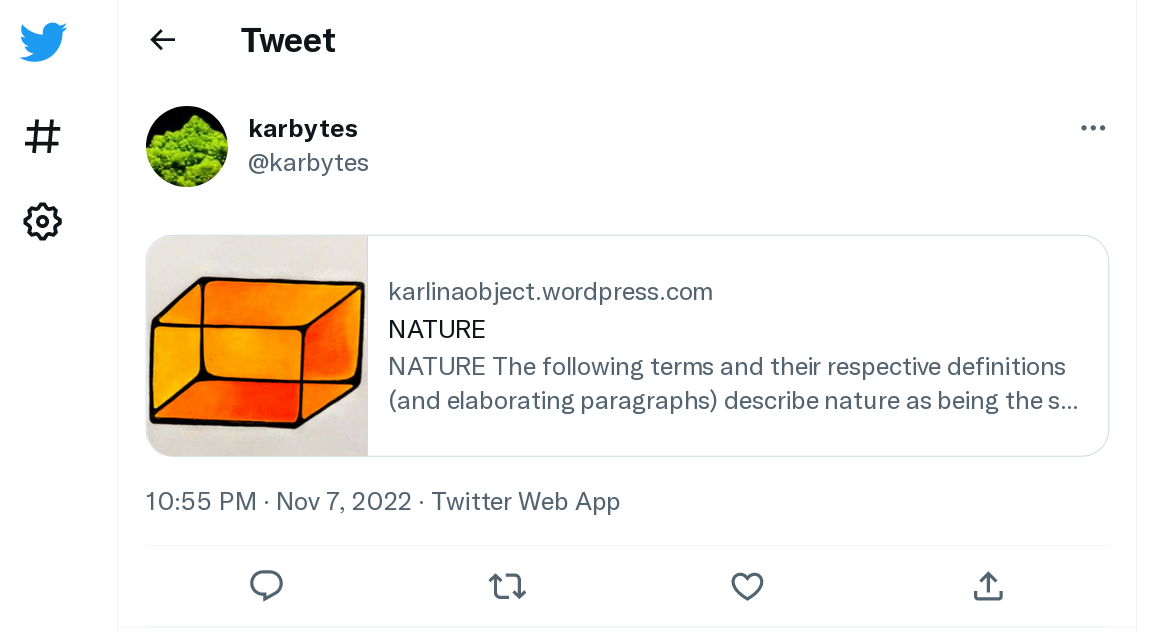 Tweet
karbytes
@karbytes
karlinaobject.wordpress.com
NATURE
NATURE The following terms and their respective definitions
(and elaborating paragraphs) describe nature as being the s...
10:55 PM · Nov 7, 2022 · Twitter Web App